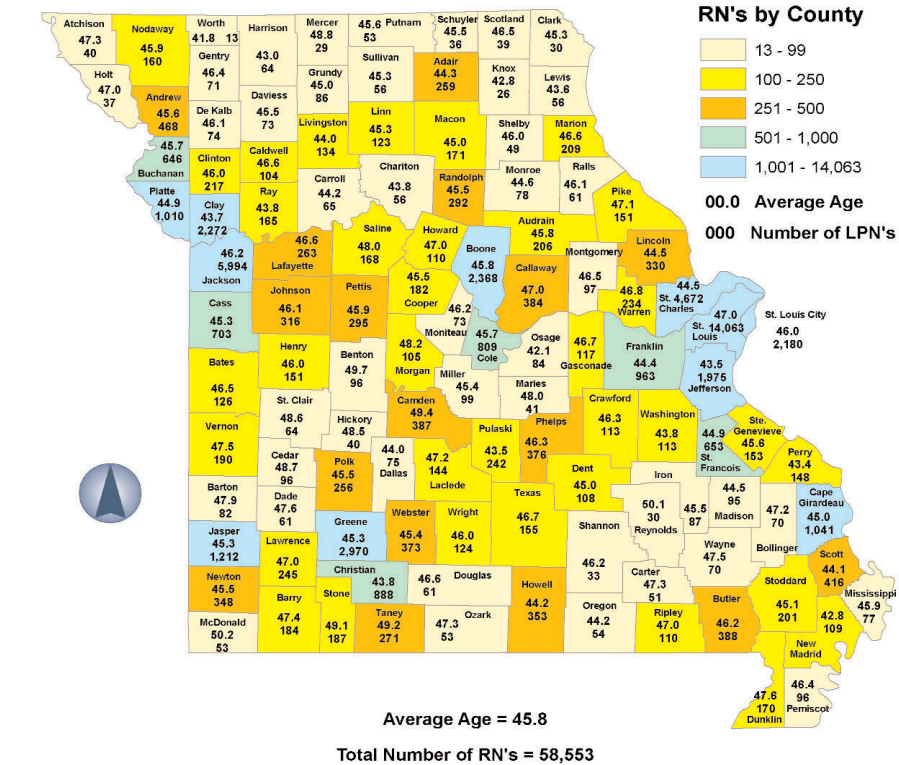 RN's by County
13 - 99
100 - 250
251 - 500
501 - 1,000
1,001 - 14,063
00.0 Average Age
000 Number of LPN's
Atchison
47.3
40
Nodaway
45.9
160
Worth
41.8 13
Harrison
43.0
64
Mercer
48.8
29
45.6 Putnam
53
Schuyler
45.5
36
Scotland
46.5
39
Clark
45.3
30
Holt
47.0
37
Andrew
45.6
468
Gentry
46.4
71
De Kalb
46.1
74
Daviess
45.5
73
Grundy
45.0
86
Sullivan
45.3
56
Adair
44.3
259
Knox
42.8
26
Lewis
43.6
56
45.7
646
Buchanan
Clinton
46.0
217
Caldwell
46.6
104
Livingston
44.0
134
Linn
45.3
123
Macon
45.0
171
Shelby
46.0
49
Marion
46.6
209
Platte
44.9
1,010
Clay
43.7
2,272
Ray
43.8
165
Carroll
44.2
65
Chariton
43.8
56
Randolph
45.5
292
Monroe
44.6
78
Ralls
46.1
61
Pike
47.1
151
46.2
5,994
Jackson
46.6
263
Lafayette
Saline
48.0
168
Howard
47.0
110
Boone
45.8
2,368
Audrain
45.8
206
Callaway
47.0
384
Montgomery
46.5
97
Lincoln
44.5
330
46.8
234
Warren
44.5
St. 4,672
Charles
47.0
St. 14,063
Louis
St. Louis City
46.0
2,180
Cass
45.3
703
Johnson
46.1
316
Pettis
45.9
295
45.5
182
Cooper
46.2
73
Moniteau
45.7
809
Cole
Osage
42.1
84
46.7
117
Gasconade
Franklin
44.4
963
43.5
1,975
Jefferson
Bates
46.5
126
Henry
46.0
151
Benton
49.7
96
48.2
105
Morgan
Miller
45.4
99
Maries
48.0
41
Crawford
46.3
113
Washington
43.8
113
44.9
653
St.
Francois
Ste.
Genevieve
45.6
153
Perry
43.4
148
Vernon
47.5
190
St. Clair
48.6
64
Hickory
48.5
40
Camden
49.4
387
Pulaski
43.5
242
Phelps
46.3
376
Dent
45.0
108
Iron
45.5
87
50.1
30
Reynolds
44.5
95
Madison
47.2
70
Bollinger
Cape
Girardeau
45.0
1,041
Barton
47.9
82
Cedar
48.7
96
Polk
45.5
256
44.0
75
Dallas
47.2
144
Laclede
Texas
46.7
155
Shannon
46.2
33
Wayne
47.5
70
Dade
47.6
61
Jasper
45.3
1,212
Lawrence
47.0
245
Greene
45.3
2,970
Webster
45.4
373
Wright
46.0
124
Carter
47.3
51
Scott
44.1
416
Mississippi
45.9
77
Newton
45.5
348
Barry
47.4
184
Stone
49.1
187
Christian
43.8
888
46.6 Douglas
61
Howell
44.2
353
Oregon
44.2
54
Ripley
47.0
110
Butler
46.2
388
Stoddard
45.1
201
42.8
109
New
Madrid
McDonald
50.2
53
Taney
49.2
271
Ozark
47.3
53
47.6
170
Dunklin
46.4
96
Pemiscot
Average Age = 45.8
Total Number of RN's = 58,553